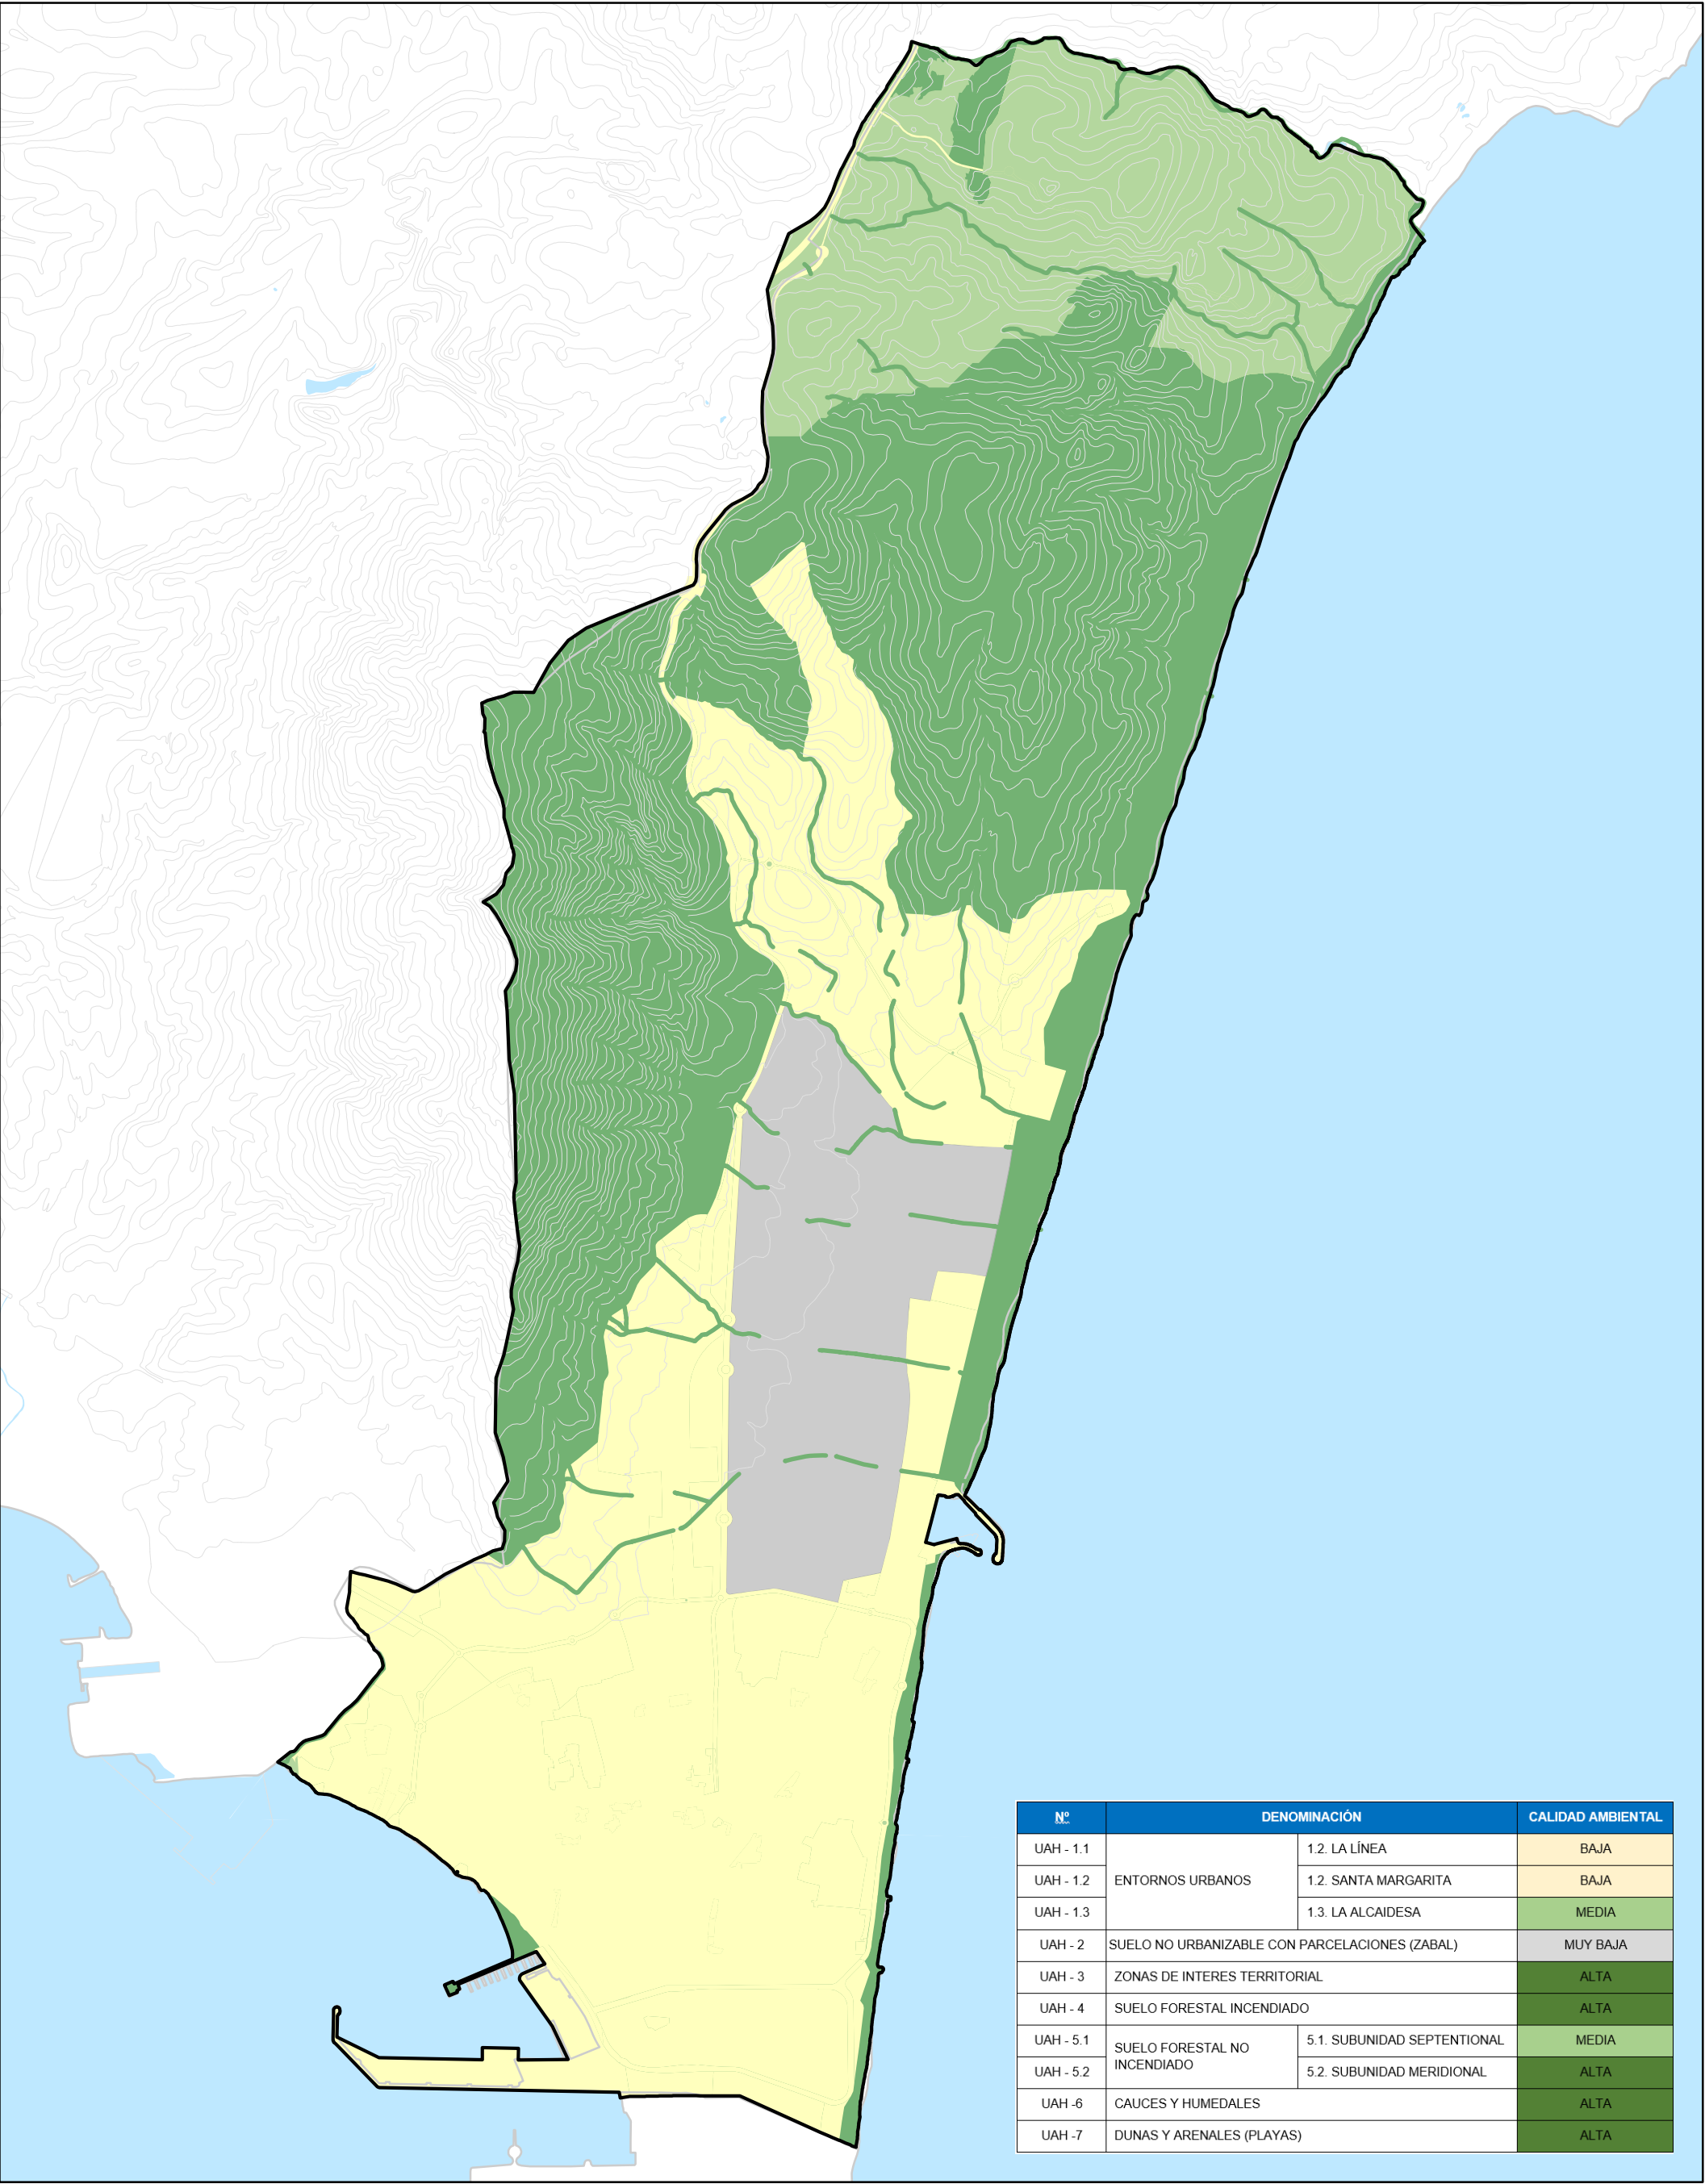 Nº DENOMINACIÓN CALIDAD AMBIENTAL
UAH - 1.1 ENTORNOS URBANOS 1.2. LA LÍNEA BAJA
UAH - 1.2 1.2. SANTA MARGARITA BAJA
UAH - 1.3 1.3. LA ALCAIDESA MEDIA
UAH - 2 SUELO NO URBANIZABLE CON PARCELACIONES (ZABAL) MUY BAJA
UAH - 3 ZONAS DE INTERES TERRITORIAL ALTA
UAH - 4 SUELO FORESTAL INCENDIADO ALTA
UAH - 5.1 SUELO FORESTAL NO INCENDIADO 5.1. SUBUNIDAD SEPTENTIONAL MEDIA
UAH - 5.2 5.2. SUBUNIDAD MERIDIONAL ALTA
UAH -6 CAUCES Y HUMEDALES ALTA
UAH -7 DUNAS Y ARENALES (PLAYAS) ALTA